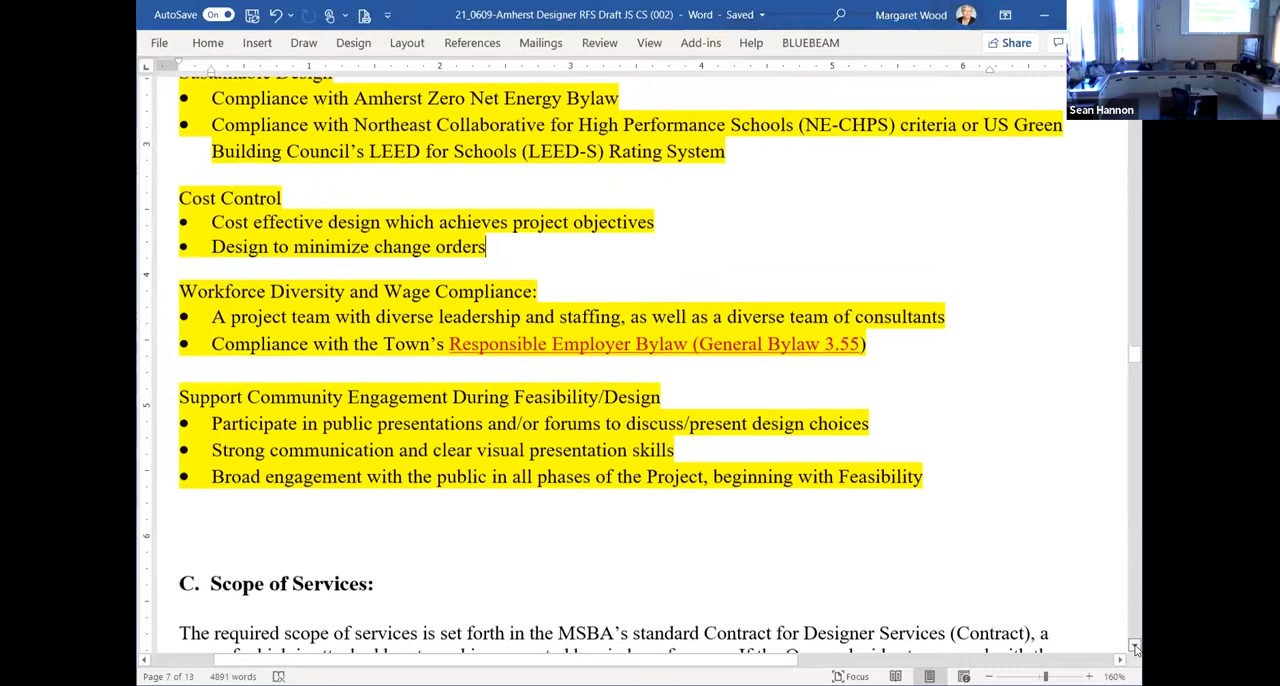 AutoSave On 21_0609-Amherst Designer RFS Draft JS CS (002) - Word - Saved Margaret Wood
File Home Insert Draw Design Layout References Mailings Review View Add-ins Help BLUEBEAM Share
Sean Hannon
1 2 3 4 5 6
Sustainable Design
• Compliance with Amherst Zero Net Energy Bylaw
• Compliance with Northeast Collaborative for High Performance Schools (NE-CHPS) criteria or US Green
Building Council’s LEED for Schools (LEED-S) Rating System
Cost Control
• Cost effective design which achieves project objectives
• Design to minimize change orders
Workforce Diversity and Wage Compliance:
• A project team with diverse leadership and staffing, as well as a diverse team of consultants
• Compliance with the Town’s Responsible Employer Bylaw (General Bylaw 3.55)
Support Community Engagement During Feasibility/Design
• Participate in public presentations and/or forums to discuss/present design choices
• Strong communication and clear visual presentation skills
• Broad engagement with the public in all phases of the Project, beginning with Feasibility
C. Scope of Services:
The required scope of services is set forth in the MSBA’s standard Contract for Designer Services (Contract), a
Page 7 of 13 4891 words Focus 160%